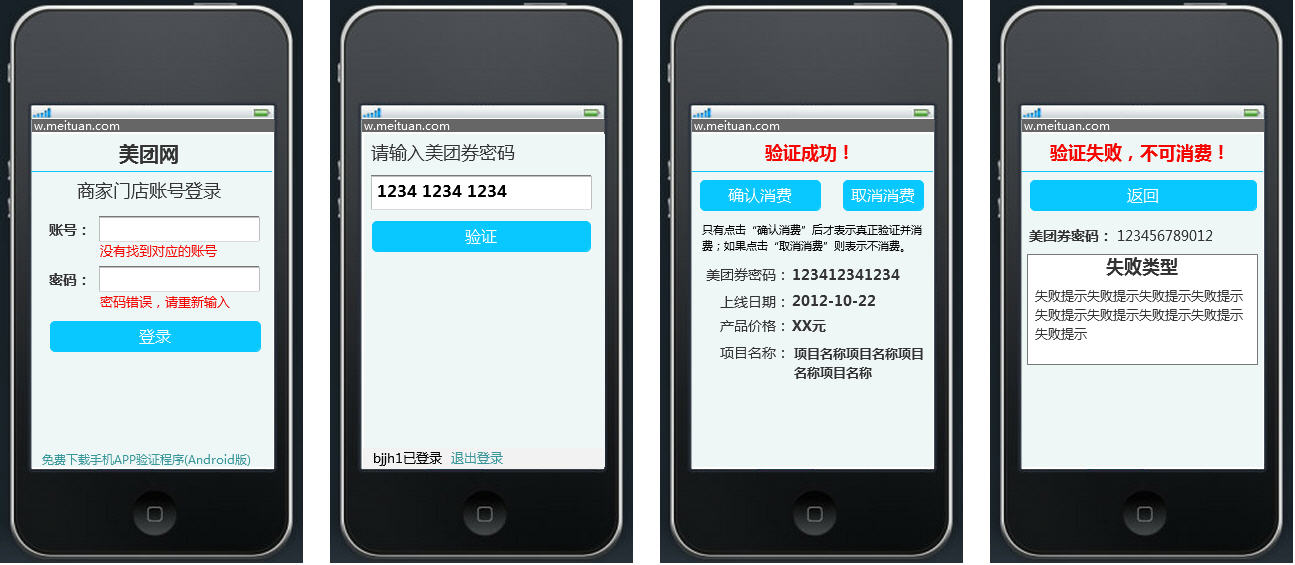 w.meituan.com
美团网
商家门店账号登录
账号：
没有找到对应的账号
密码：
密码错误，请重新输入
登录
免费下载手机APP验证程序(Android版)
w.meituan.com
请输入美团券密码
1234 1234 1234
验证
bjjh1已登录 退出登录
w.meituan.com
验证成功！
确认消费 取消消费
只有点击“确认消费”后才表示真正验证并消
费；如果点击“取消消费”则表示不消费。
美团券密码：123412341234
上线日期：2012-10-22
产品价格：XX元
项目名称：项目名称项目名称项目
名称项目名称
w.meituan.com
验证失败，不可消费！
返回
美团券密码：123456789012
失败类型
失败提示失败提示失败提示失败提示
失败提示失败提示失败提示失败提示
失败提示